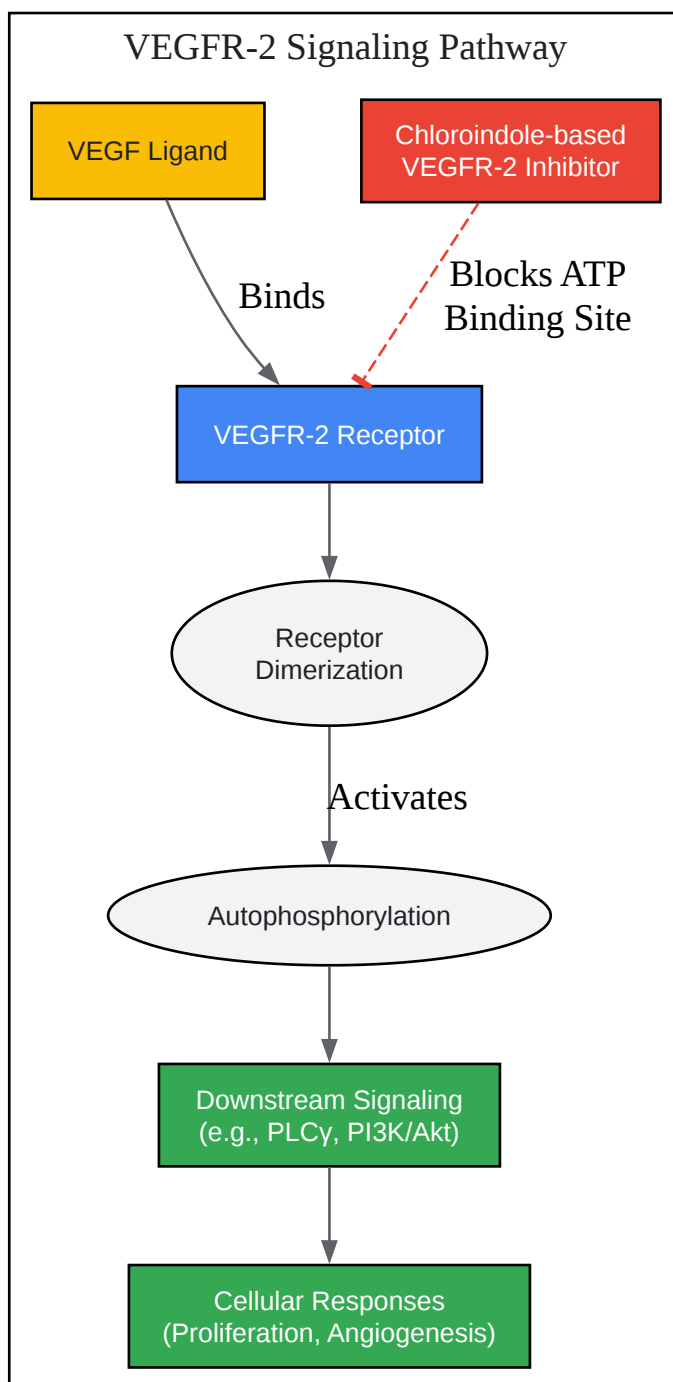 VEGFR-2 Signaling Pathway
VEGF Ligand
Chloroindole-based
VEGFR-2 Inhibitor
Binds
Blocks ATP
Binding Site
VEGFR-2 Receptor
Receptor
Dimerization
Activates
Autophosphorylation
Downstream Signaling
(e.g., PLCγ, PI3K/Akt)
Cellular Responses
(Proliferation, Angiogenesis)